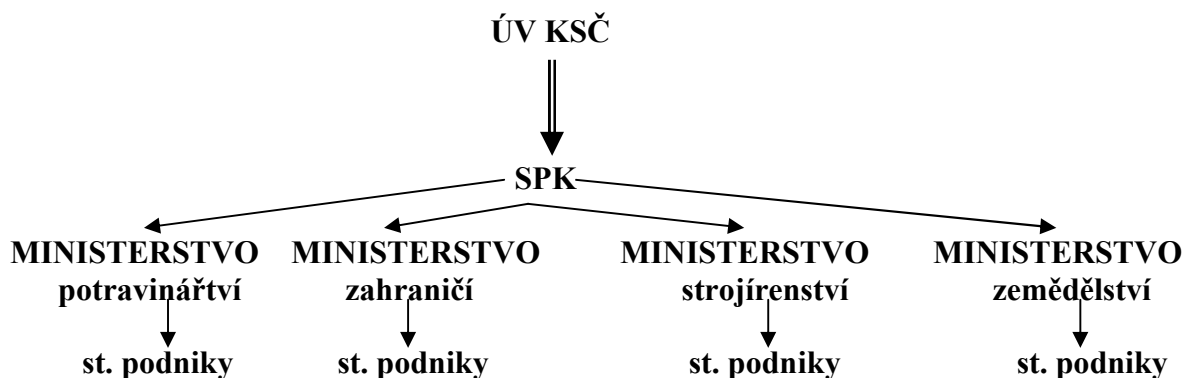 ÚV KSČ
SPK
MINISTERSTVO MINISTERSTVO MINISTERSTVO MINISTERSTVO
potravinářtví zahraničí strojírenství zemědělství
st. podniky st. podniky st. podniky st. podniky